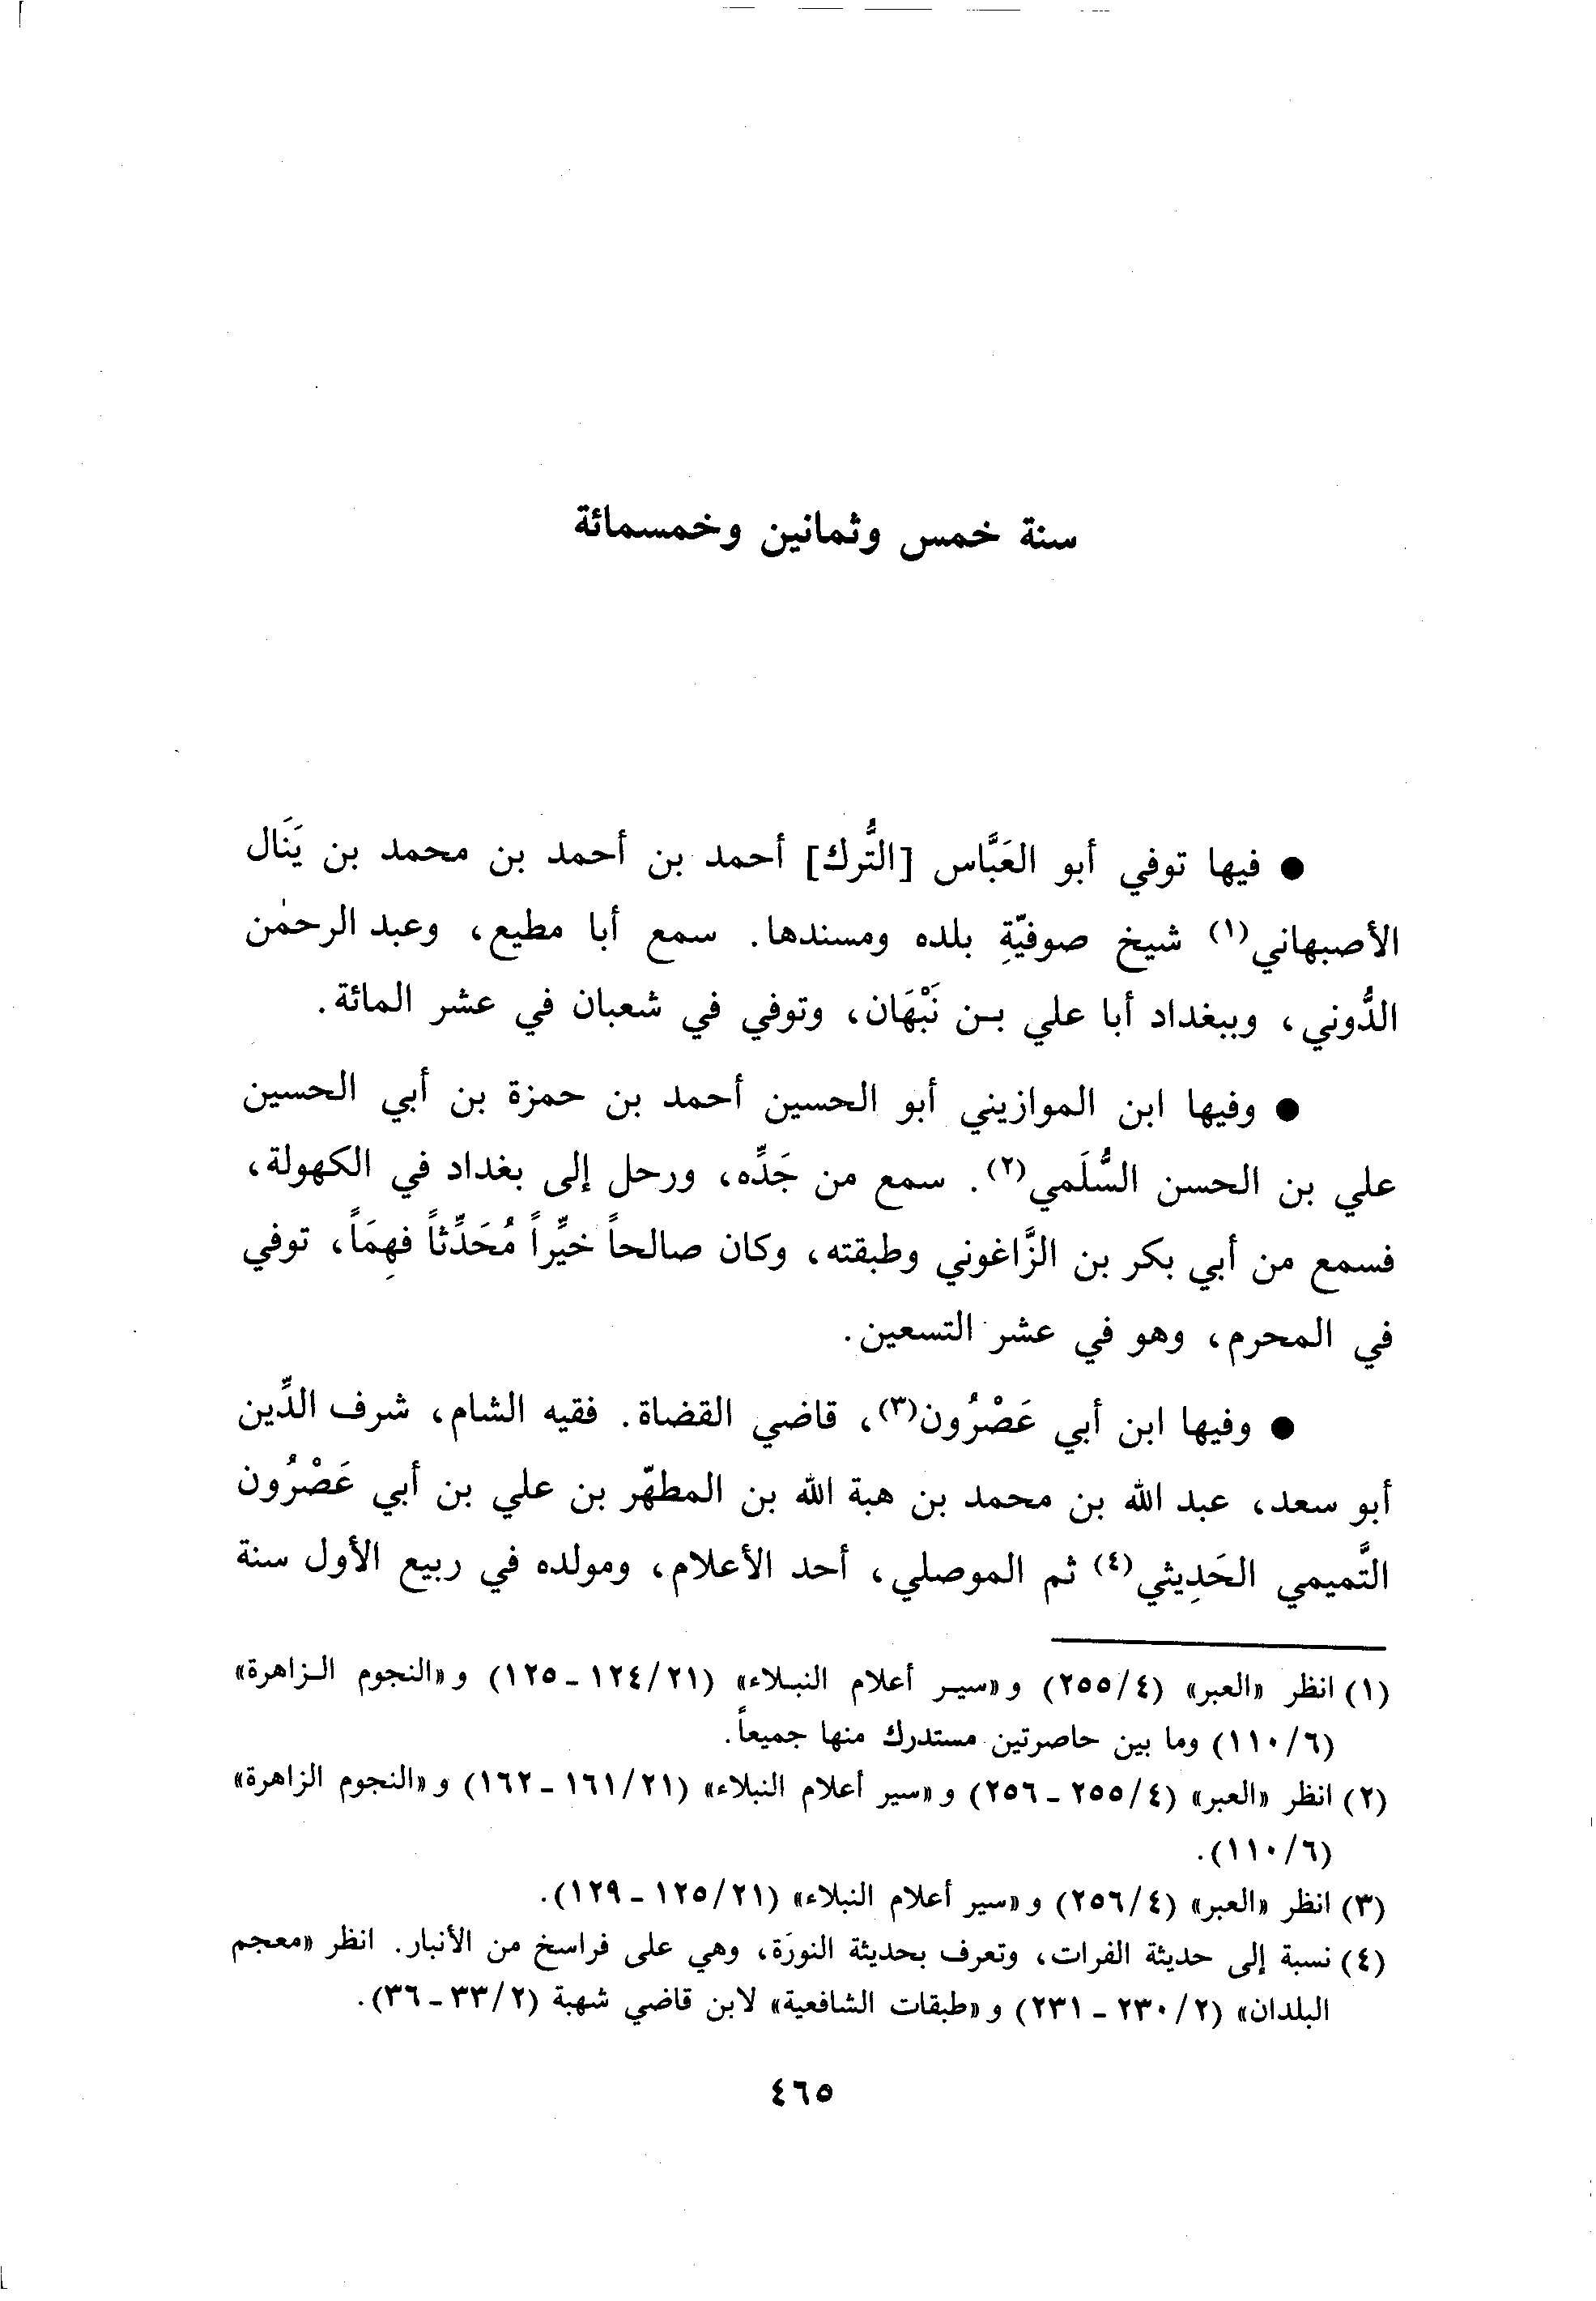 سنة خمس وثمانين وخمسمائة
● فيها توفي أبو العَبَّاس [التُّرك] أحمد بن أحمد بن محمد بن يَنَال
الأصبهاني(١) شيخ صوفيّةِ بلده ومسندها. سمع أبا مطيع، وعبد الرحمٰن
الدُّوني، وببغداد أبا علي بـن نَبْهَان، وتوفي في شعبان في عشر المائة.
● وفيها ابن الموازيني أبو الحسين أحمد بن حمزة بن أبي الحسين
علي بن الحسن السُّلَمي(٢). سمع من جَدِّه، ورحل إلى بغداد في الكهولة،
فسمع من أبي بكر بن الزَّاغوني وطبقته، وكان صالحاً خيِّراً مُحَدِّثاً فهِمَاً، توفي
في المحرم، وهو في عشر التسعين.
● وفيها ابن أبي عَصْرُون(٣)، قاضي القضاة. فقيه الشام، شرف الدِّين
أبو سعد، عبد الله بن محمد بن هبة الله بن المطهّر بن علي بن أبي عَصْرُون
التَّميمي الحَدِيثي(٤) ثم الموصلي، أحد الأعلام، ومولده في ربيع الأول سنة
(١) انظر «العبر» (٤/٢٥٥) و«سيـر أعلام النبـلاء» (٢١/١٢٤ - ١٢٥) و«النجوم الـزاهرة»
(٦/١١٠) وما بين حاصرتين مستدرك منها جميعاً.
(٢) انظر «العبر» (٤/٢٥٥ - ٢٥٦) و«سير أعلام النبلاء» (٢١/١٦١ - ١٦٢) و«النجوم الزاهرة»
(٦/١١٠).
(٣) انظر «العبر» (٤/٢٥٦) و«سير أعلام النبلاء» (٢١/١٢٥ - ١٢٩).
(٤) نسبة إلى حديثة الفرات، وتعرف بحديثة النورَة، وهي على فراسخ من الأنبار. انظر «معجم
البلدان» (٢/٢٣٠ - ٢٣١) و«طبقات الشافعية» لابن قاضي شهبة (٢/٣٣ - ٣٦).
٤٦٥